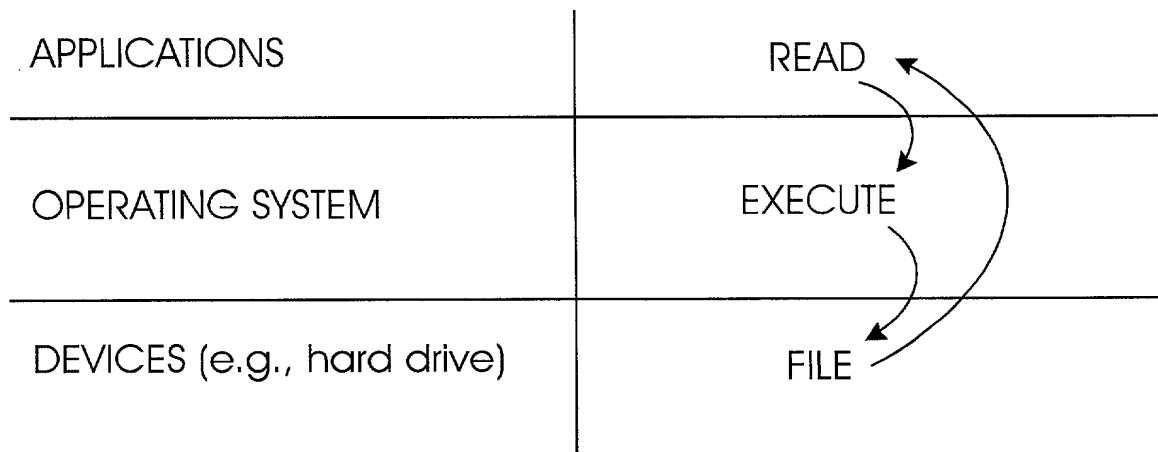 APPLICATIONS
READ
OPERATING SYSTEM
EXECUTE
DEVICES (e.g., hard drive)
FILE